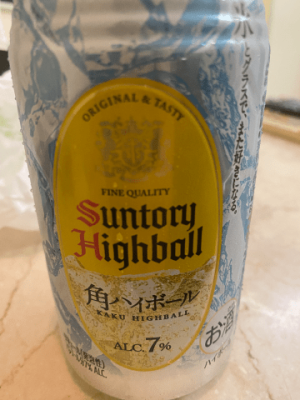 ORIGINAL & TASTY
FINE QUALITY
Suntory
Highball
角ハイボール
KAKU HIGHBALL
ALC.7%
お酒